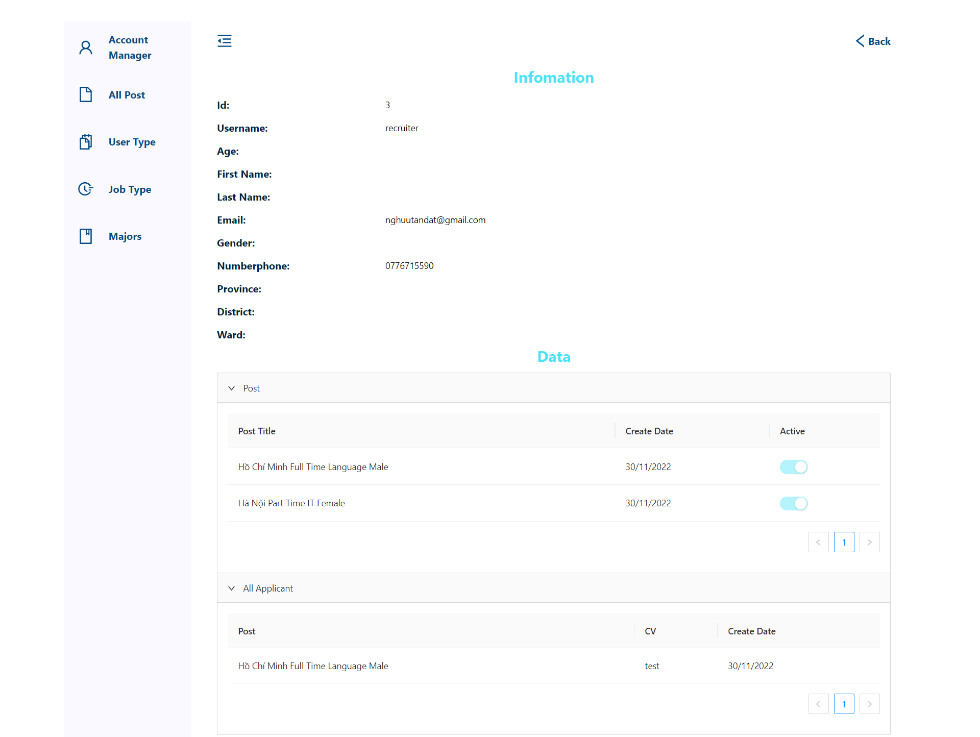 Account
Manager
All Post
User Type
Job Type
Majors
Back
Infomation
Id: 3
Username: recruiter
Age:
First Name:
Last Name:
Email: nghuutandat@gmail.com
Gender:
Numberphone: 0776715590
Province:
District:
Ward:
Data
Post
Post Title Create Date Active
Hồ Chí Minh Full Time Language Male 30/11/2022
Hà Nội Part Time IT Female 30/11/2022
< 1 >
All Applicant
Post CV Create Date
Hồ Chí Minh Full Time Language Male test 30/11/2022
< 1 >